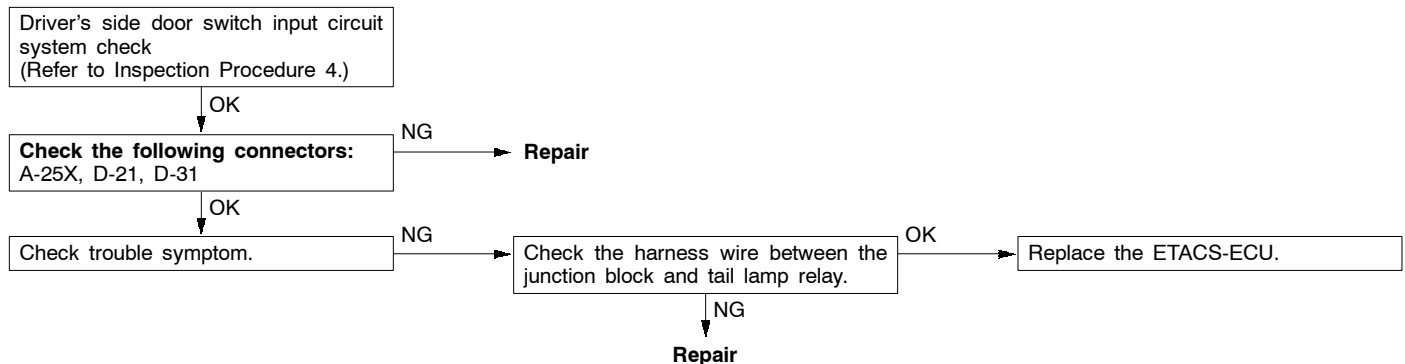 Driver's side door switch input circuit
system check
(Refer to Inspection Procedure 4.)
OK
Check the following connectors:
A-25X, D-21, D-31
NG
Repair
OK
Check trouble symptom.
NG
Check the harness wire between the
junction block and tail lamp relay.
OK
Replace the ETACS-ECU.
NG
Repair